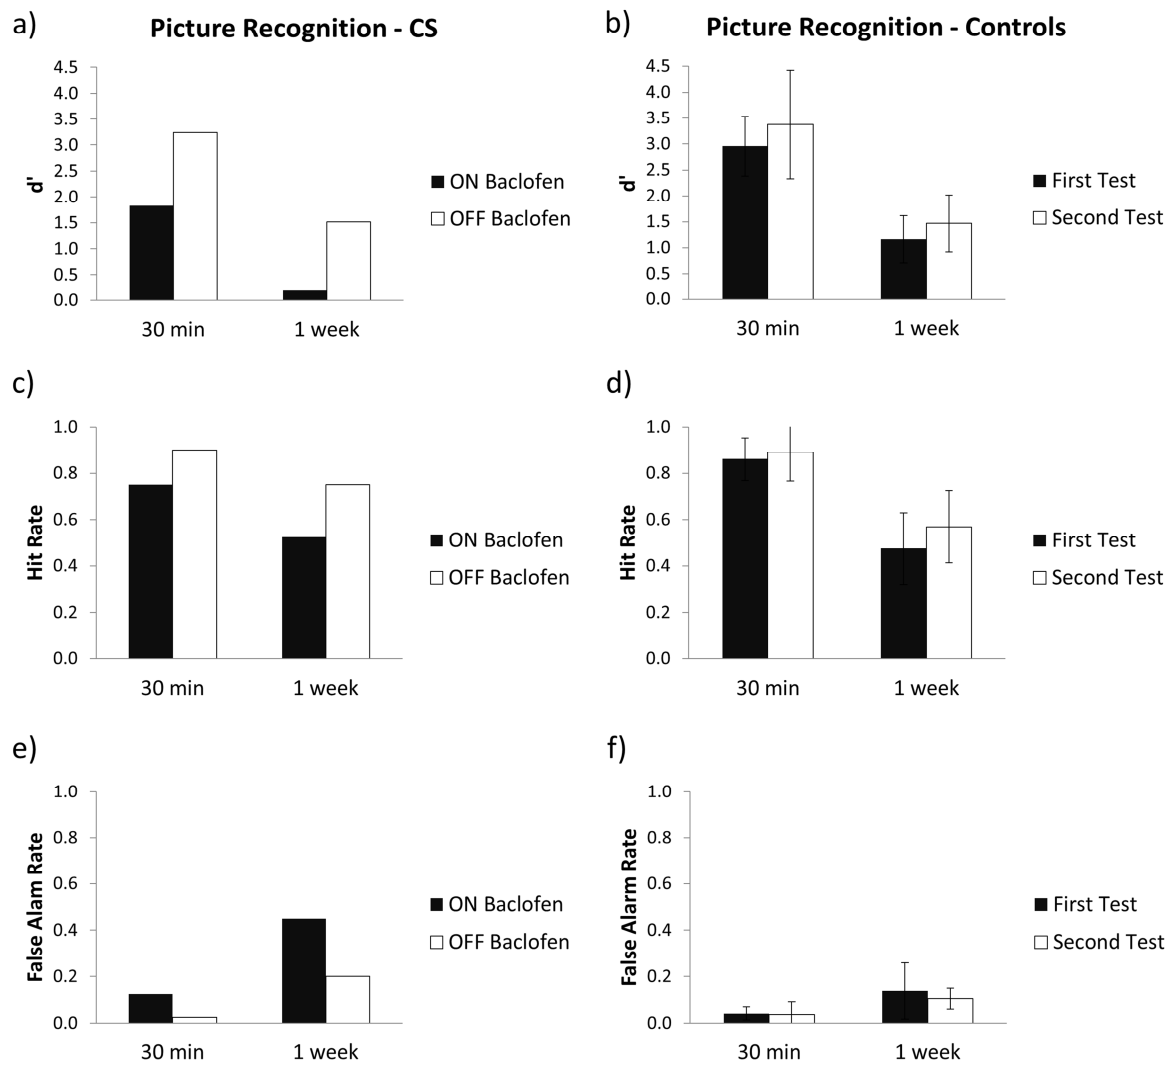 a)
Picture Recognition - CS
4.5
4.0
3.5
3.0
2.5
2.0
1.5
1.0
0.5
0.0
d'
30 min
1 week
ON Baclofen
OFF Baclofen
b)
Picture Recognition - Controls
4.5
4.0
3.5
3.0
2.5
2.0
1.5
1.0
0.5
0.0
d'
30 min
1 week
First Test
Second Test
c)
1.0
0.8
0.6
0.4
0.2
0.0
Hit Rate
30 min
1 week
ON Baclofen
OFF Baclofen
d)
1.0
0.8
0.6
0.4
0.2
0.0
Hit Rate
30 min
1 week
First Test
Second Test
e)
1.0
0.8
0.6
0.4
0.2
0.0
False Alam Rate
30 min
1 week
ON Baclofen
OFF Baclofen
f)
1.0
0.8
0.6
0.4
0.2
0.0
False Alarm Rate
30 min
1 week
First Test
Second Test